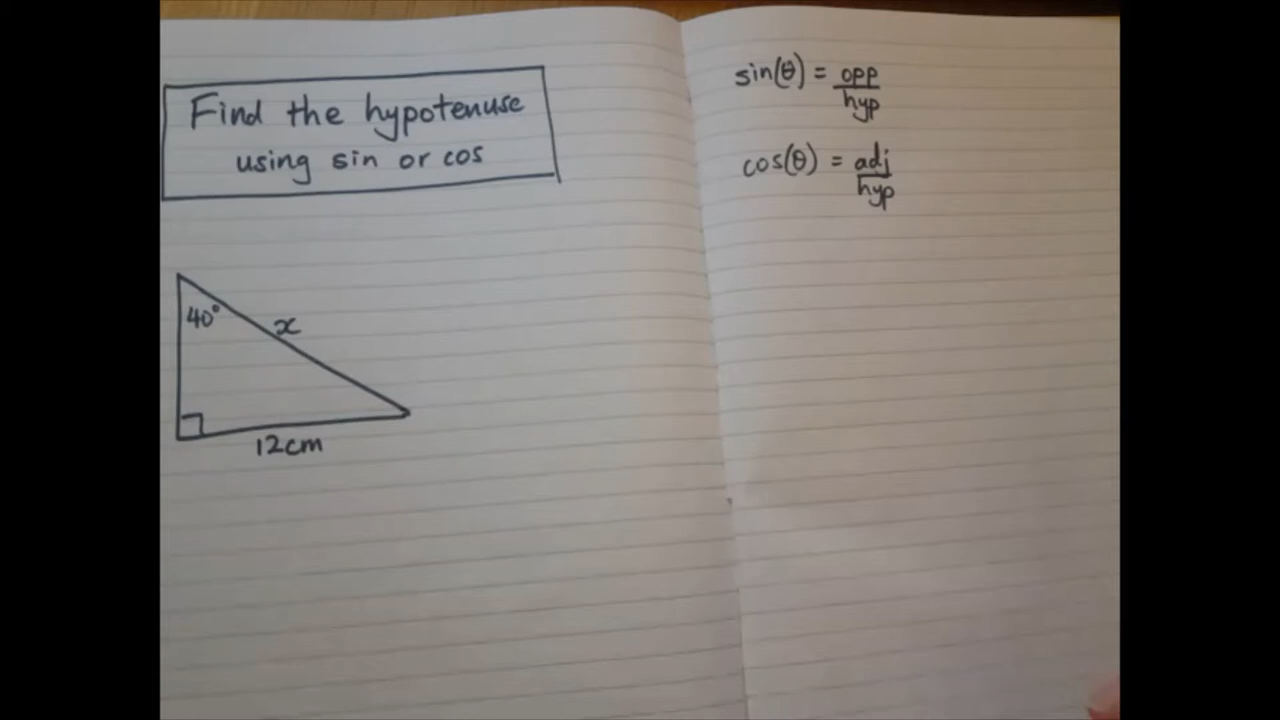 Find the hypotenuse
using sin or cos
sin(θ) = opp
hyp
cos(θ) = adj
hyp
40°
x
12cm